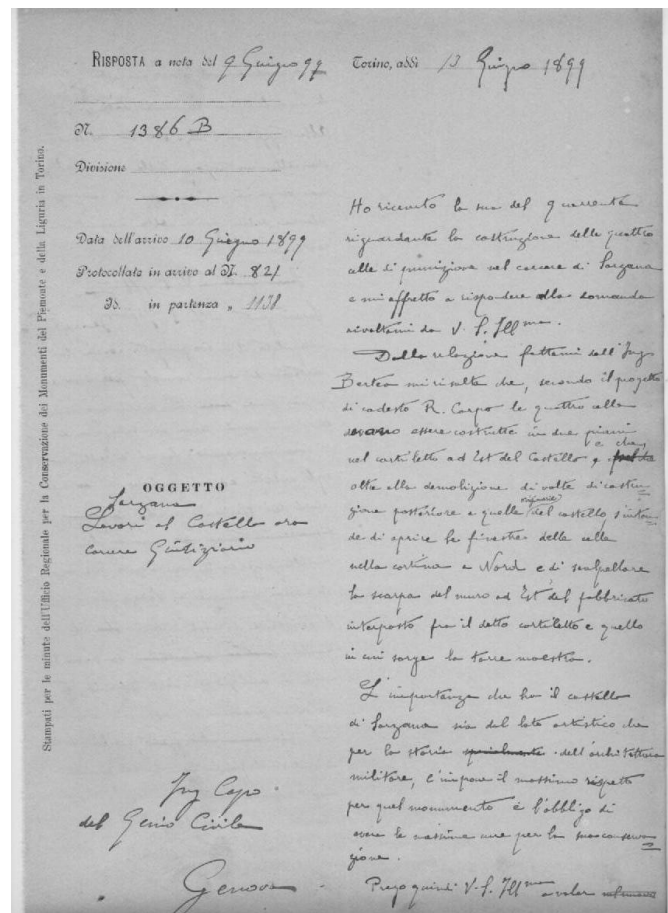 RISPOSTA a nota del 9 Giugno 99
N. 1386 B
Divisione
Data dell'arrivo 10 Giugno 1899
Protocollata in arrivo al N. 821
Id. in partenza „ 1138
OGGETTO
Sarzana
Lavori al Castello ora
carcere Giudiziario
Ing Capo
del Genio Civile
Genova
Stampati per le minute dell'Ufficio Regionale per la Conservazione dei Monumenti del Piemonte e della Liguria in Torino.
Torino, addì 13 Giugno 1899
Ho ricevuto la sua del 9 corrente
riguardante la costruzione delle quattro
celle di punizione nel carcere di Sarzana
e mi affretto a rispondere alla domanda
rivoltami da V. S. Ill.ma.
Dalla relazione fattami dall'Ing
Bertea mi risulta che, secondo il progetto
di codesto R. Corpo le quattro celle
essere costrutte in due piani
nel cortiletto ad Est del Castello, e che,
oltre alla demolizione di volte di costru=
zione posteriore a quella del castello, s'inten
de di aprire le finestre delle celle
nella cortina a Nord e di scalpellare
la scarpa del muro ad Est del fabbricato
interposto fra il detto cortiletto e quello
in cui sorge la torre maestra.
L'importanza che ha il castello
di Sarzana sia dal lato artistico che
per la storia specialmente dell'architettura
militare, c'impone il massimo rispetto
per quel monumento e l'obbligo di
avere le massime cure per la sua conserva
zione.
Prego quindi V. S. Ill.ma a voler